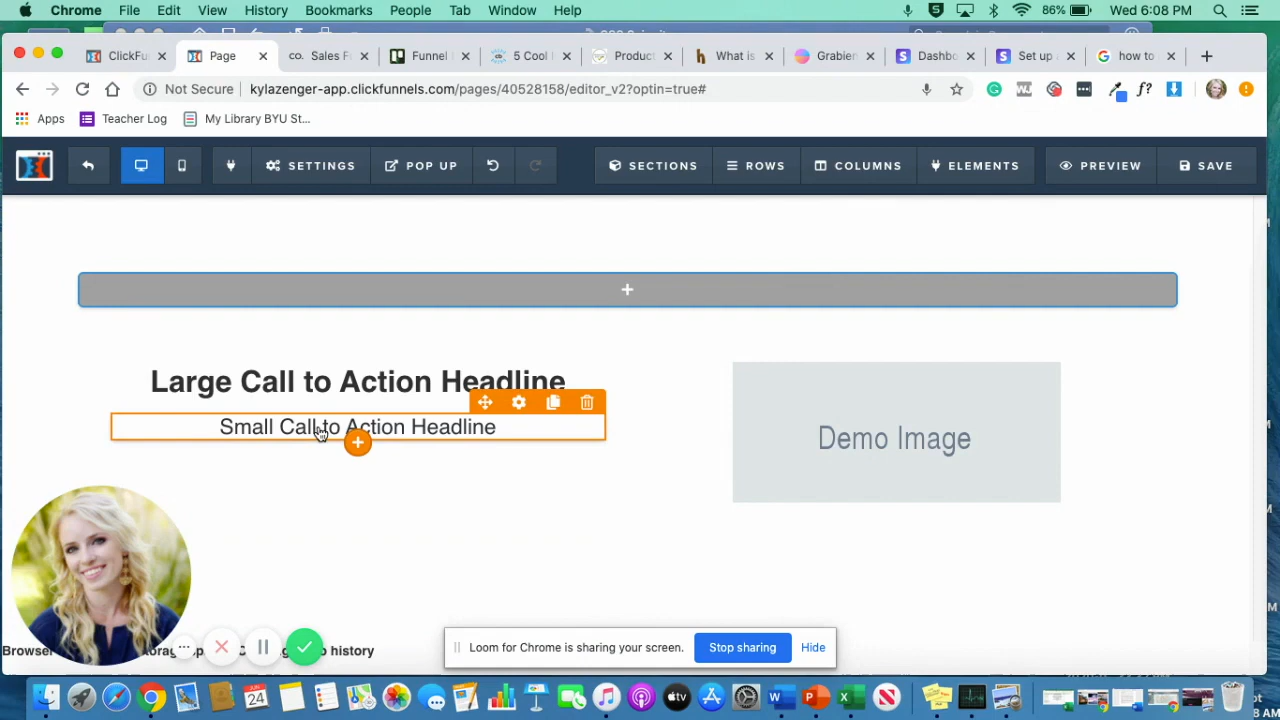 Chrome File Edit View History Bookmarks People Tab Window Help 86% Wed 6:08 PM
ClickFu Page co. Sales F Funnel 5 Cool Product What is Grabien Dashbo Set up how to
Not Secure kylazenger-app.clickfunnels.com/pages/40528158/editor_v2?optin=true#
Apps Teacher Log My Library BYU St...
SETTINGS POP UP SECTIONS ROWS COLUMNS ELEMENTS PREVIEW SAVE
Large Call to Action Headline
Small Call to Action Headline
Demo Image
Loom for Chrome is sharing your screen. Stop sharing Hide
Browser history
JUN
24